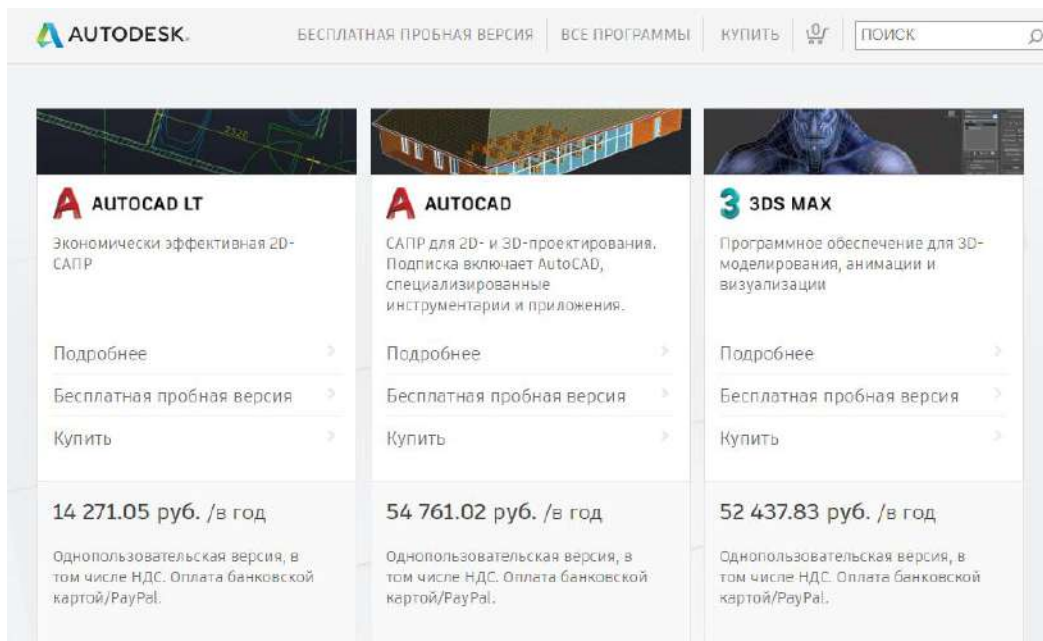 AUTODESK.
БЕСПЛАТНАЯ ПРОБНАЯ ВЕРСИЯ
ВСЕ ПРОГРАММЫ
КУПИТЬ
0
ПОИСК
2320
AUTOCAD LT
Экономически эффективная 2D-
САПР
Подробнее
Бесплатная пробная версия
Купить
14 271.05 руб. /в год
Однопользовательская версия, в
том числе НДС. Оплата банковской
картой/PayPal.
AUTOCAD
САПР для 2D- и 3D-проектирования.
Подписка включает AutoCAD,
специализированные
инструментарии и приложения.
Подробнее
Бесплатная пробная версия
Купить
54 761.02 руб. /в год
Однопользовательская версия, в
том числе НДС. Оплата банковской
картой/PayPal.
3DS MAX
Программное обеспечение для 3D-
моделирования, анимации и
визуализации
Подробнее
Бесплатная пробная версия
Купить
52 437.83 руб. /в год
Однопользовательская версия, в
том числе НДС. Оплата банковской
картой/PayPal.